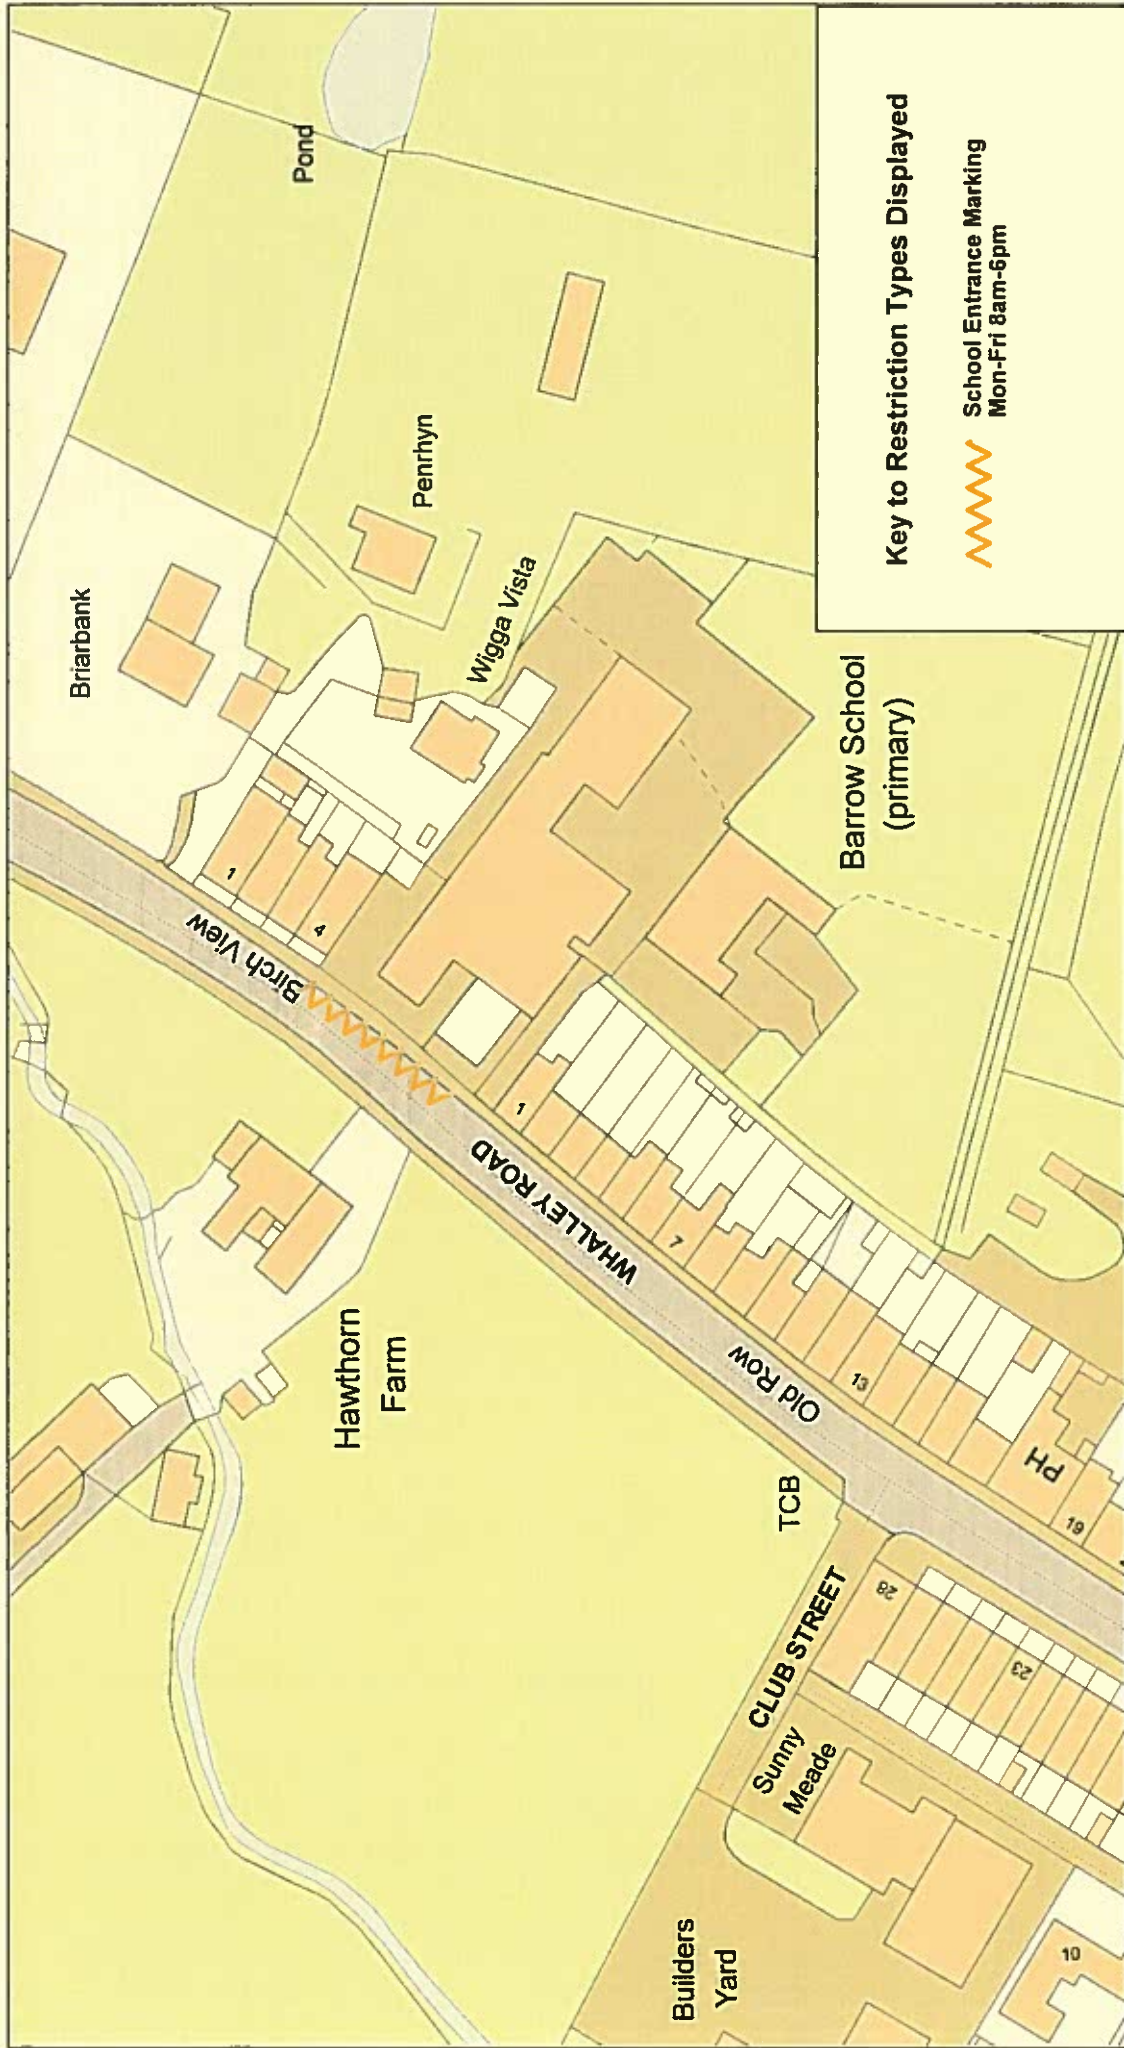 Pond
Briarbank
Penrhyn
Wigga Vista
Birch View
1
4
Barrow School
(primary)
WHALLEY ROAD
Hawthorn
Farm
1
7
Old Row
13
PH
19
TCB
CLUB STREET
28
23
Sunny
Meade
Builders
Yard
10
Key to Restriction Types Displayed
School Entrance Marking
Mon-Fri 8am-6pm